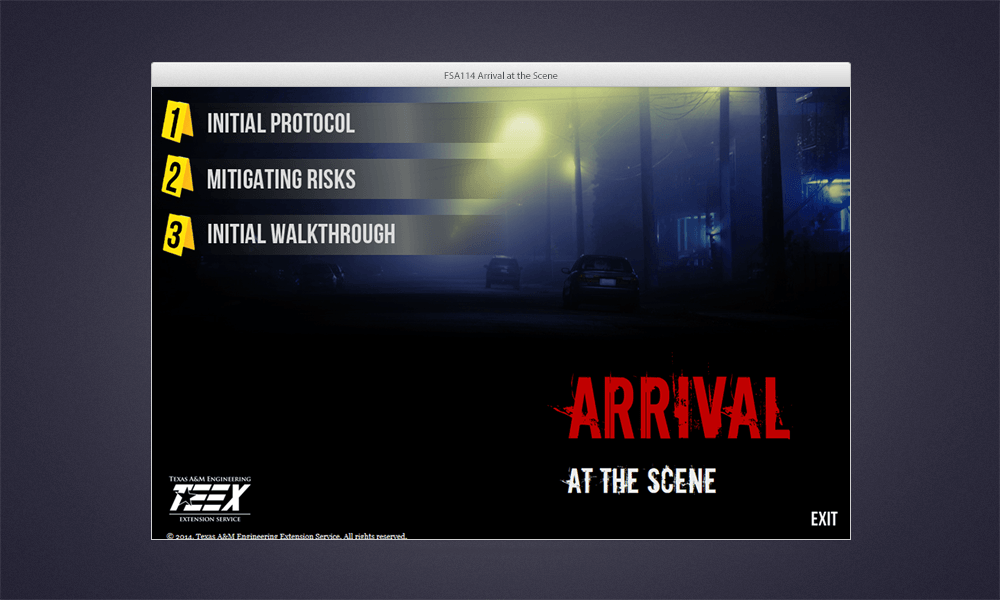 FSA114 Arrival at the Scene
1 INITIAL PROTOCOL
2 MITIGATING RISKS
3 INITIAL WALKTHROUGH
ARRIVAL
AT THE SCENE
TEXAS A&M ENGINEERING
TEEX
EXTENSION SERVICE
EXIT
© 2014. Texas A&M Engineering Extension Service. All rights reserved.